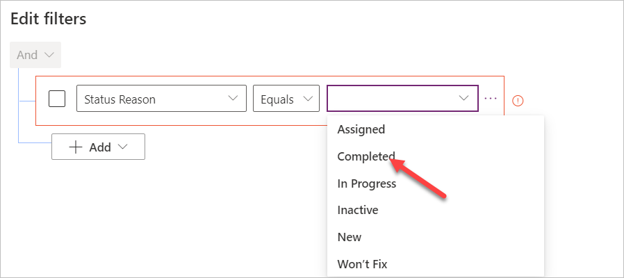 Edit filters
And
Status Reason Equals ...
Assigned
Add
Completed
In Progress
Inactive
New
Won't Fix